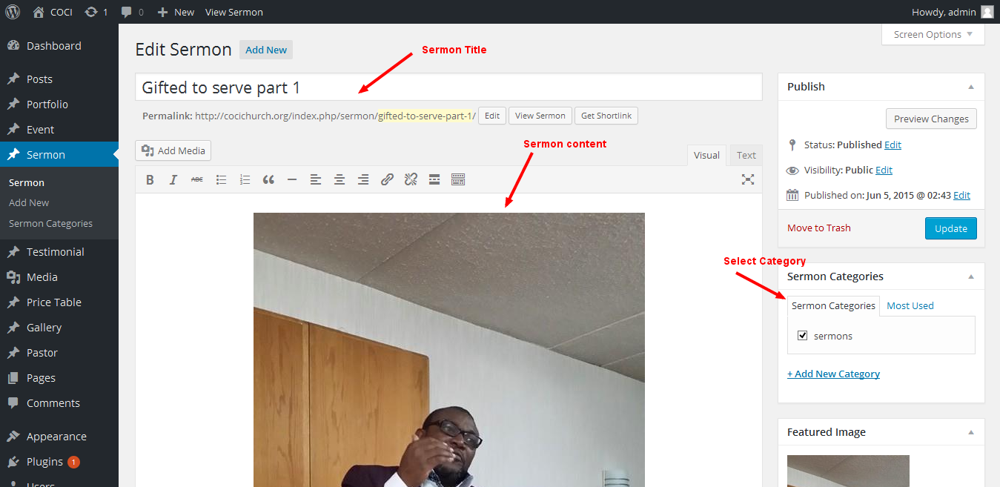 COCI 1 0 New View Sermon Howdy, admin
Screen Options
Dashboard
Posts
Portfolio
Event
Sermon
Sermon
Add New
Sermon Categories
Testimonial
Media
Price Table
Gallery
Pastor
Pages
Comments
Appearance
Plugins 1
Users
Edit Sermon Add New
Sermon Title
Gifted to serve part 1
Permalink: http://cocichurch.org/index.php/sermon/gifted-to-serve-part-1/ Edit View Sermon Get Shortlink
Sermon content
Add Media Visual Text
B I ABC
Publish
Preview Changes
Status: Published Edit
Visibility: Public Edit
Published on: Jun 5, 2015 @ 02:43 Edit
Move to Trash Update
Select Category
Sermon Categories
Sermon Categories Most Used
sermons
+ Add New Category
Featured Image